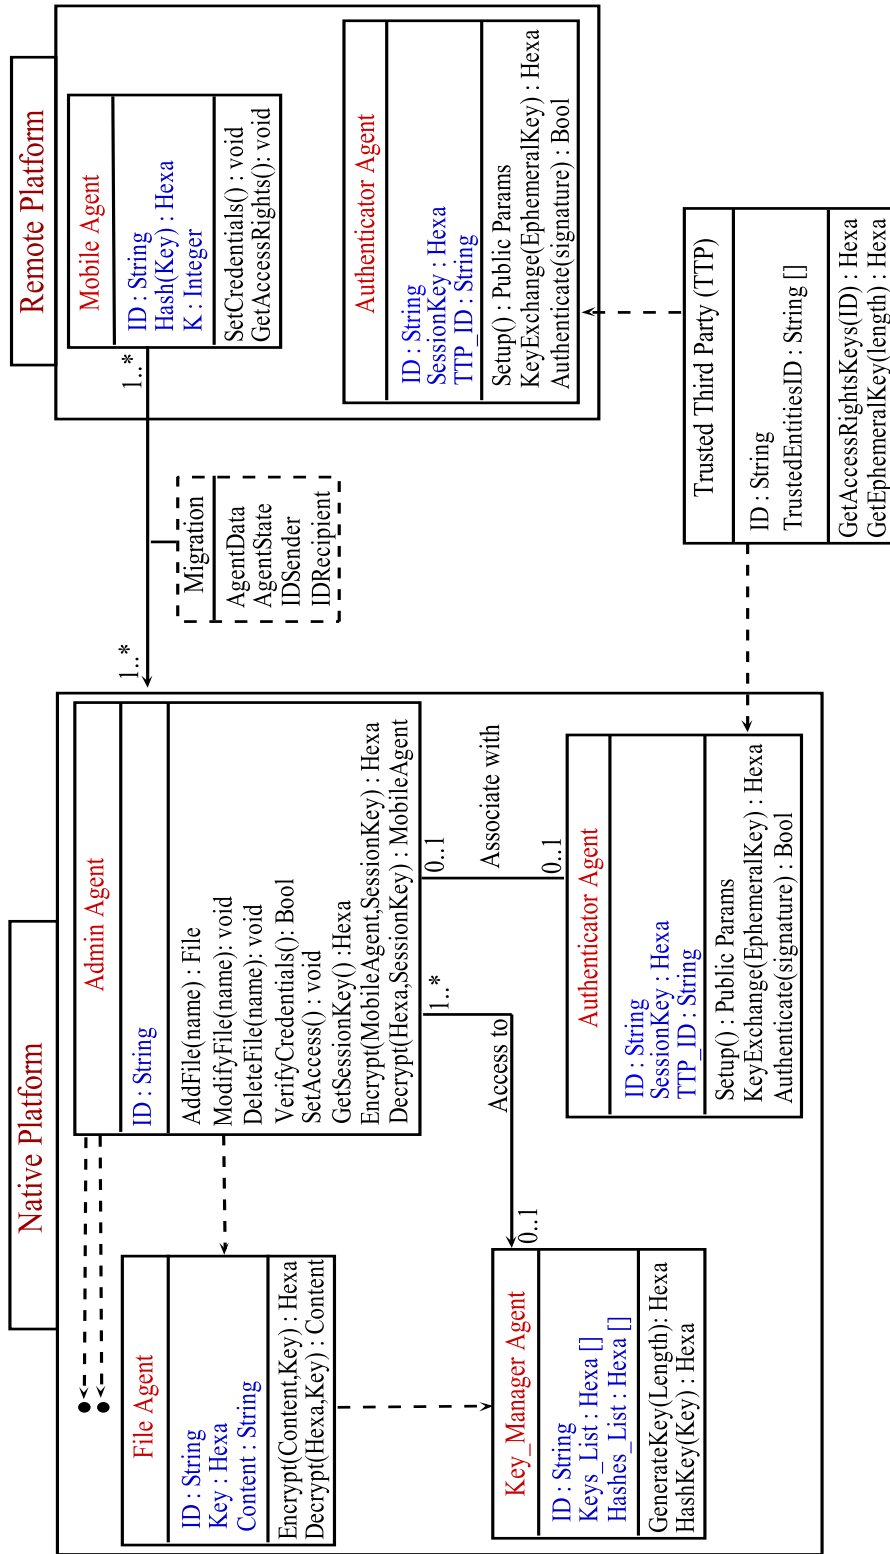 Native Platform
Admin Agent
ID : String
AddFile(name) : File
ModifyFile(name): void
DeleteFile(name): void
VerifyCredentials(): Bool
SetAccess() : void
GetSessionKey() :Hexa
Encrypt(MobileAgent,SessionKey) : Hexa
Decrypt(Hexa,SessionKey) : MobileAgent
File Agent
ID : String
Key : Hexa
Content : String
Encrypt(Content,Key) : Hexa
Decrypt(Hexa,Key) : Content
Access to
1..*
0..1
Associate with
0..1
0..1
Key_Manager Agent
ID : String
Keys_List : Hexa []
Hashes_List : Hexa []
GenerateKey(Length): Hexa
HashKey(Key) : Hexa
Authenticator Agent
ID : String
SessionKey : Hexa
TTP_ID : String
Setup() : Public Params
KeyExchange(EphemeralKey) : Hexa
Authenticate(signature) : Bool
1..*
1..*
Migration
AgentData
AgentState
IDSender
IDRecipient
Remote Platform
Mobile Agent
ID : String
Hash(Key) : Hexa
K : Integer
SetCredentials() : void
GetAccessRights(): void
Authenticator Agent
ID : String
SessionKey : Hexa
TTP_ID : String
Setup() : Public Params
KeyExchange(EphemeralKey) : Hexa
Authenticate(signature) : Bool
Trusted Third Party (TTP)
ID : String
TrustedEntitiesID : String []
GetAccessRightsKeys(ID) : Hexa
GetEphemeralKey(length) : Hexa